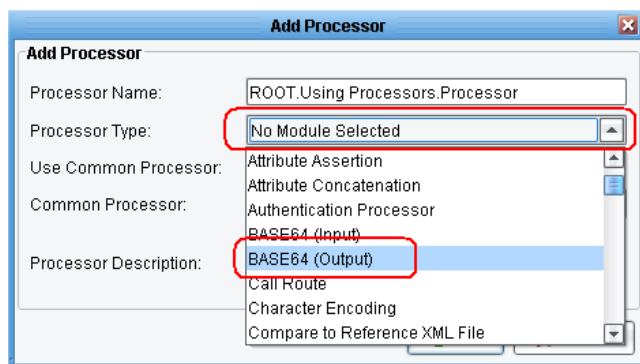 Add Processor
Add Processor
Processor Name: ROOT.Using Processors.Processor
Processor Type: No Module Selected
Use Common Processor:
Common Processor:
Processor Description:
Attribute Assertion
Attribute Concatenation
Authentication Processor
BASE64 (Input)
BASE64 (Output)
Call Route
Character Encoding
Compare to Reference XML File